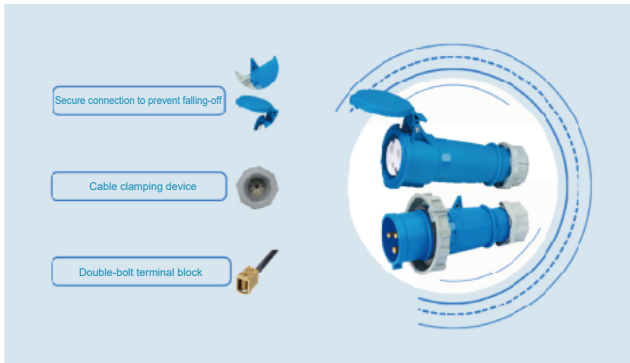 Secure connection to prevent falling-off
Cable clamping device
Double-bolt terminal block